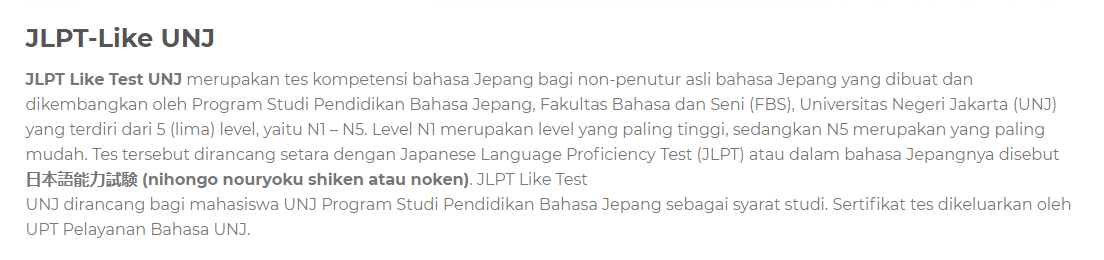 JLPT-Like UNJ
JLPT Like Test UNJ merupakan tes kompetensi bahasa Jepang bagi non-penutur asli bahasa Jepang yang dibuat dan
dikembangkan oleh Program Studi Pendidikan Bahasa Jepang, Fakultas Bahasa dan Seni (FBS), Universitas Negeri Jakarta (UNJ)
yang terdiri dari 5 (lima) level, yaitu N1 – N5. Level N1 merupakan level yang paling tinggi, sedangkan N5 merupakan yang paling
mudah. Tes tersebut dirancang setara dengan Japanese Language Proficiency Test (JLPT) atau dalam bahasa Jepangnya disebut
日本語能力試験 (nihongo nouryoku shiken atau noken). JLPT Like Test
UNJ dirancang bagi mahasiswa UNJ Program Studi Pendidikan Bahasa Jepang sebagai syarat studi. Sertifikat tes dikeluarkan oleh
UPT Pelayanan Bahasa UNJ.